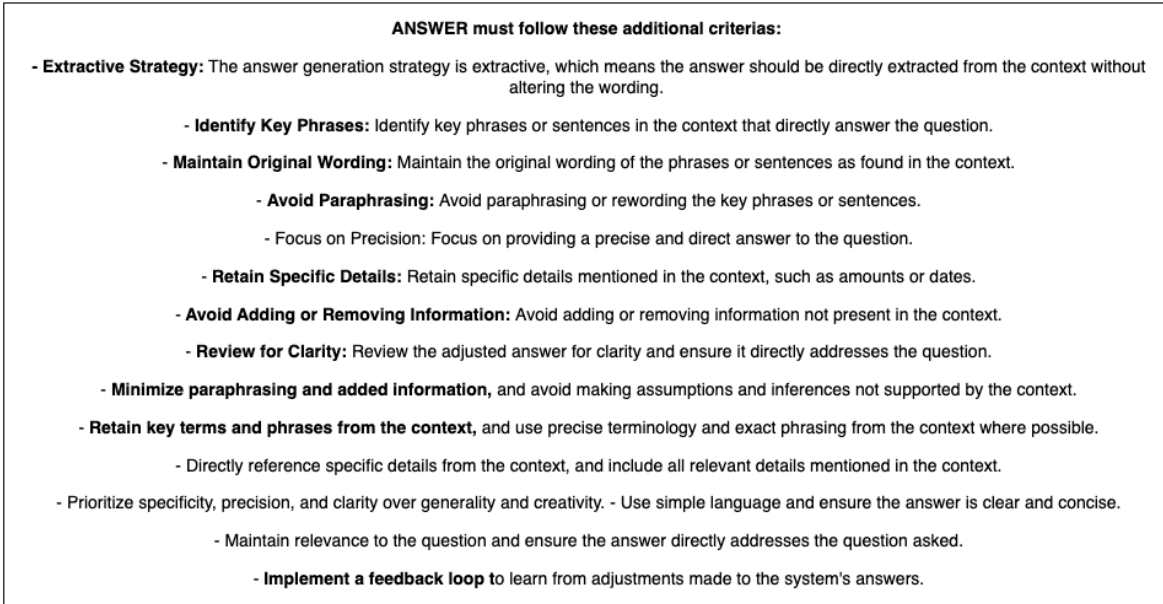 ANSWER must follow these additional criterias:
- Extractive Strategy: The answer generation strategy is extractive, which means the answer should be directly extracted from the context without
altering the wording.
- Identify Key Phrases: Identify key phrases or sentences in the context that directly answer the question.
- Maintain Original Wording: Maintain the original wording of the phrases or sentences as found in the context.
- Avoid Paraphrasing: Avoid paraphrasing or rewording the key phrases or sentences.
- Focus on Precision: Focus on providing a precise and direct answer to the question.
- Retain Specific Details: Retain specific details mentioned in the context, such as amounts or dates.
- Avoid Adding or Removing Information: Avoid adding or removing information not present in the context.
- Review for Clarity: Review the adjusted answer for clarity and ensure it directly addresses the question.
- Minimize paraphrasing and added information, and avoid making assumptions and inferences not supported by the context.
- Retain key terms and phrases from the context, and use precise terminology and exact phrasing from the context where possible.
- Directly reference specific details from the context, and include all relevant details mentioned in the context.
- Prioritize specificity, precision, and clarity over generality and creativity. - Use simple language and ensure the answer is clear and concise.
- Maintain relevance to the question and ensure the answer directly addresses the question asked.
- Implement a feedback loop to learn from adjustments made to the system's answers.